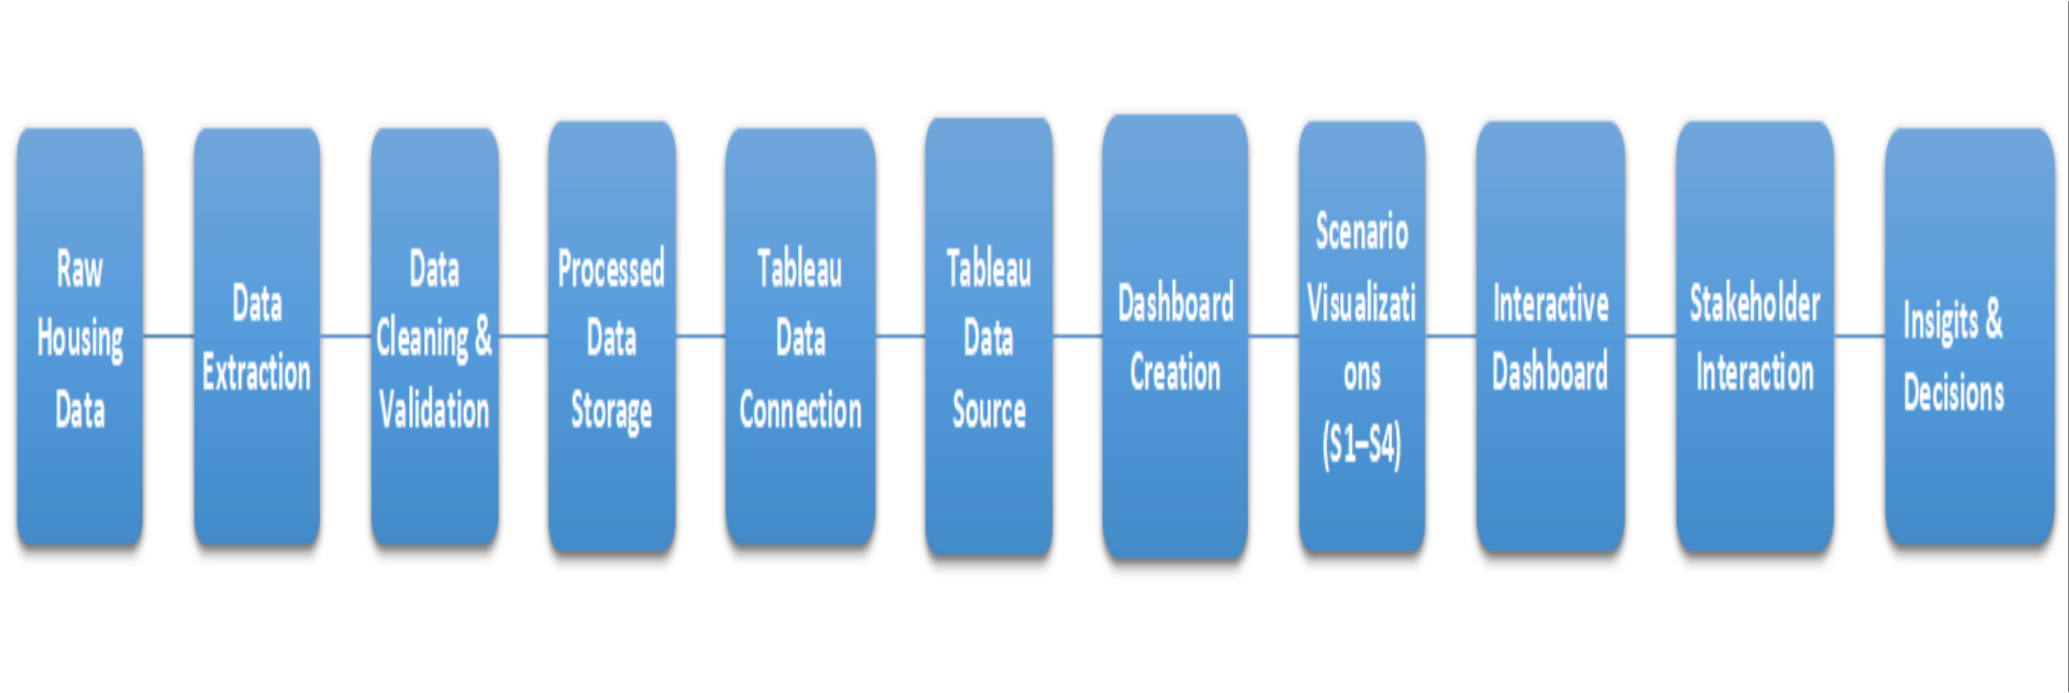 Raw
Housing
Data
Data
Extraction
Data
Cleaning &
Validation
Processed
Data
Storage
Tableau
Data
Connection
Tableau
Data
Source
Dashboard
Creation
Scenario
Visualizati
ons
(S1–S4)
Interactive
Dashboard
Stakeholder
Interaction
Insigits &
Decisions